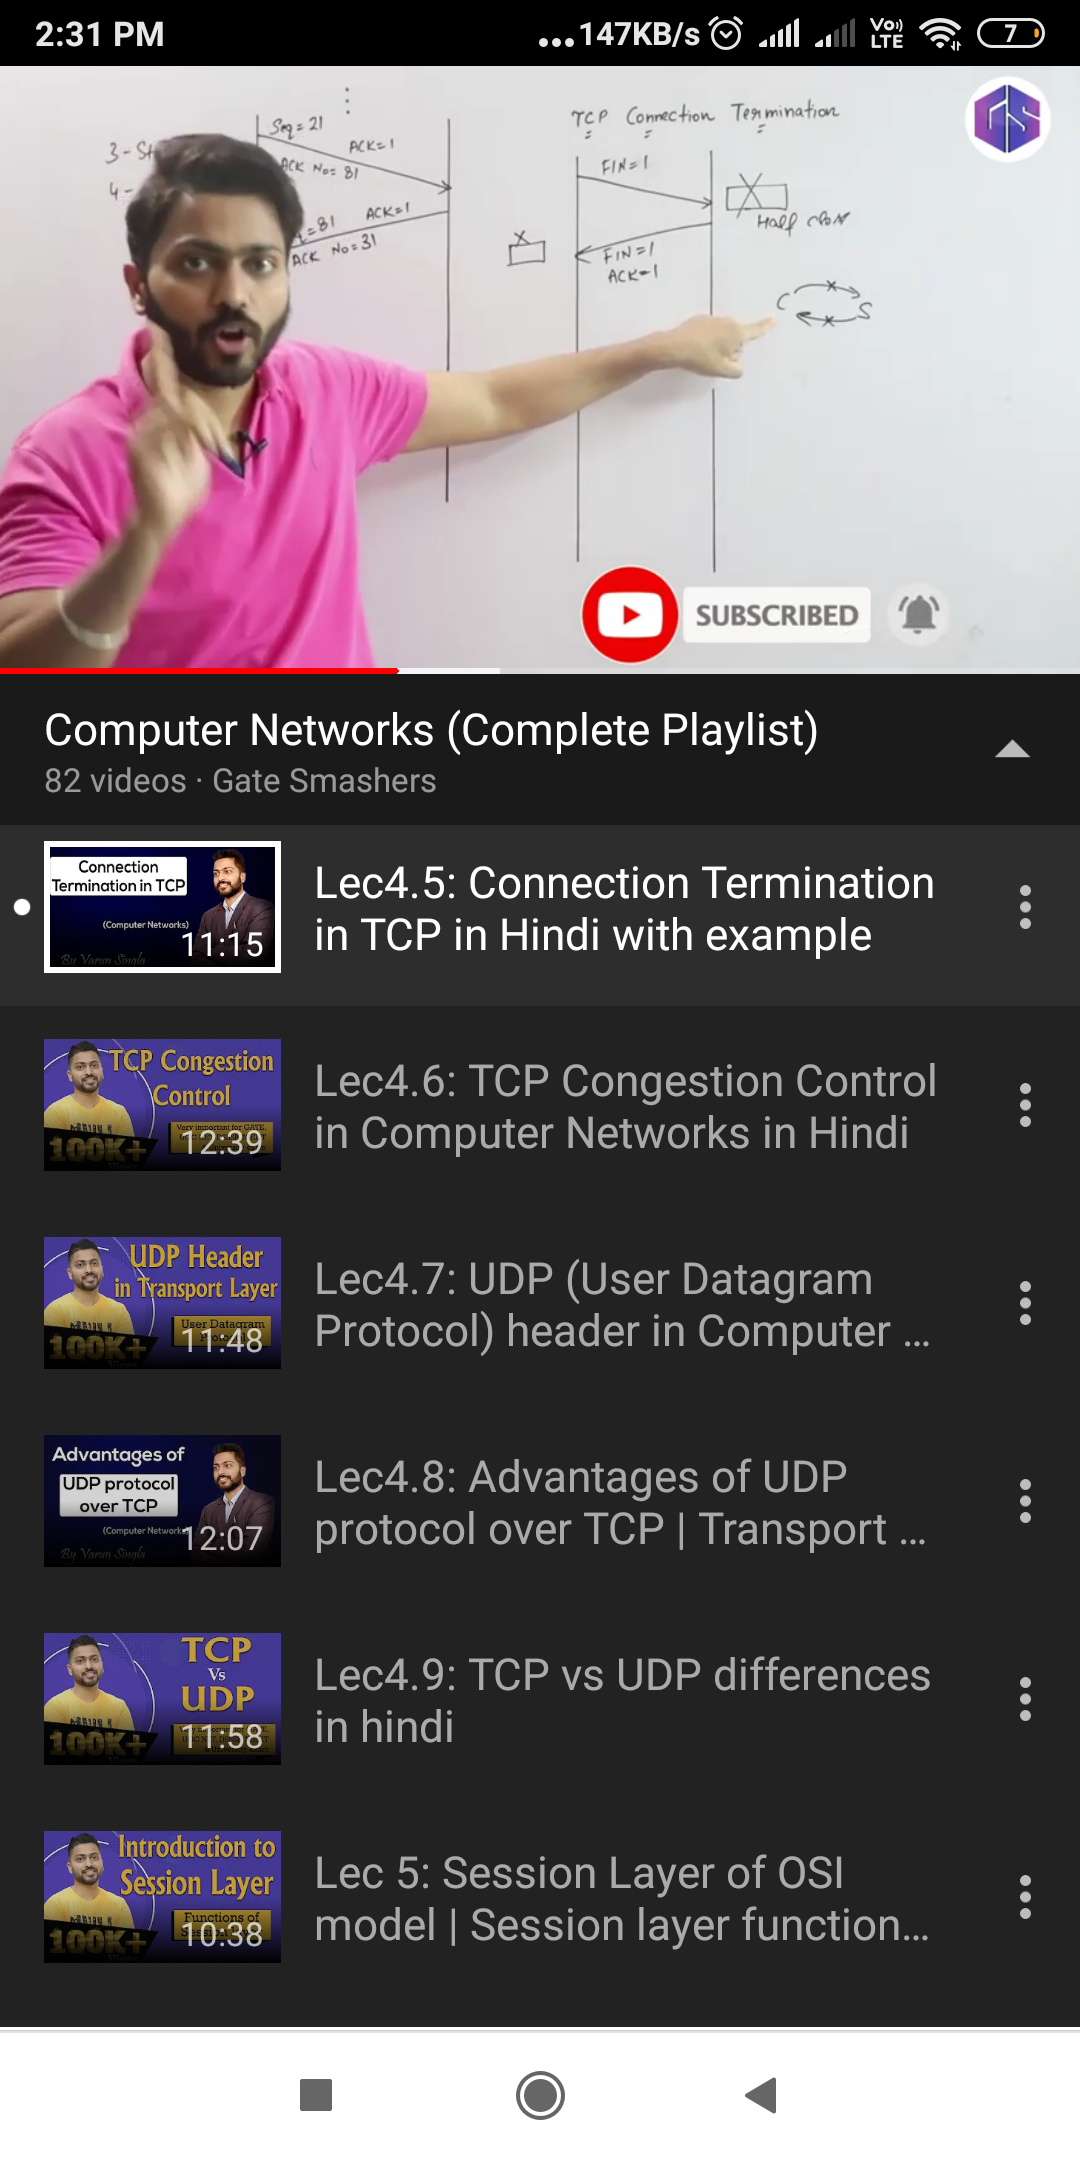 2:31 PM
...147KB/s
Vo
LTE
7
Seq=21
ACK=1
ACK No=81
3-St
4-
=81 ACK=1
ACK No=31
TCP Connection Termination
FIN=1
Half close
FIN=1
ACK=1
C
S
GS
SUBSCRIBED
Computer Networks (Complete Playlist)
82 videos · Gate Smashers
Connection
Termination in TCP
(Computer Networks)
By Varun Singla
11:15
Lec4.5: Connection Termination
in TCP in Hindi with example
TCP Congestion
Control
Very important for GATE,
100K+
12:39
Lec4.6: TCP Congestion Control
in Computer Networks in Hindi
UDP Header
in Transport Layer
User Datagram
100K+
11:48
Lec4.7: UDP (User Datagram
Protocol) header in Computer ...
Advantages of
UDP protocol
over TCP
(Computer Networks)
By Varun Singla
12:07
Lec4.8: Advantages of UDP
protocol over TCP | Transport ...
TCP
Vs
UDP
100K+
11:58
Lec4.9: TCP vs UDP differences
in hindi
Introduction to
Session Layer
Functions of
100K+
10:38
Lec 5: Session Layer of OSI
model | Session layer function...